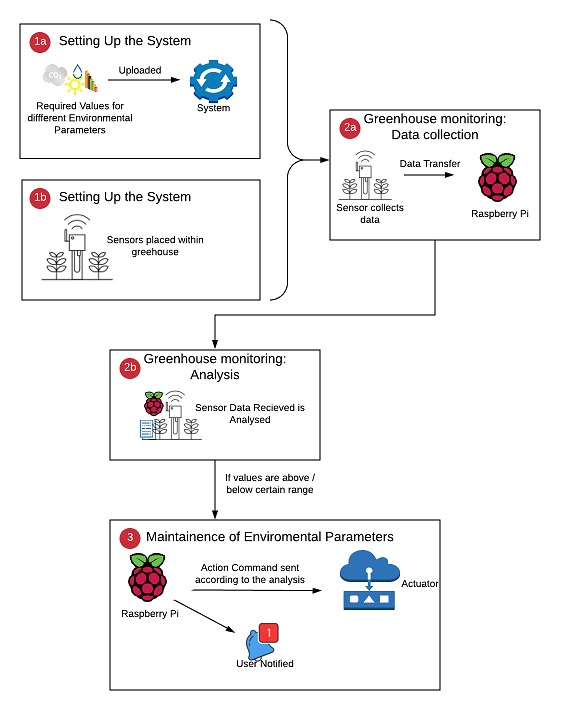 1a Setting Up the System
CO₂
Uploaded
Required Values for
different Environmental
Parameters
System
1b Setting Up the System
Sensors placed within
greehouse
2a Greenhouse monitoring:
Data collection
Data Transfer
Sensor collects
data
Raspberry Pi
2b Greenhouse monitoring:
Analysis
Sensor Data Recieved is
Analysed
If values are above /
below certain range
3 Maintainence of Enviromental Parameters
Action Command sent
according to the analysis
Actuator
Raspberry Pi
1
User Notified